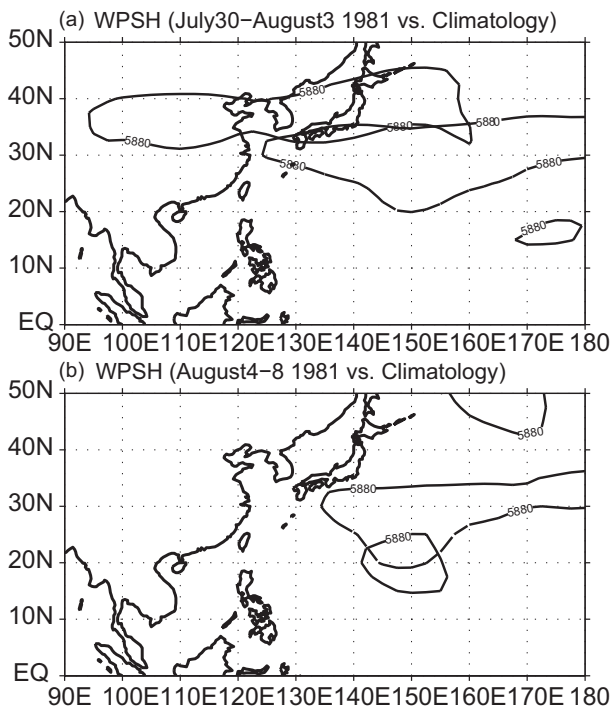 (a) WPSH (July30−August3 1981 vs. Climatology)
50N
40N
30N
20N
10N
EQ
5880
5880
5880
5880
5880
5880
90E 100E110E120E130E140E150E160E170E 180
(b) WPSH (August4−8 1981 vs. Climatology)
50N
40N
30N
20N
10N
EQ
5880
5880
5880
5880
90E 100E110E120E130E140E150E160E170E 180